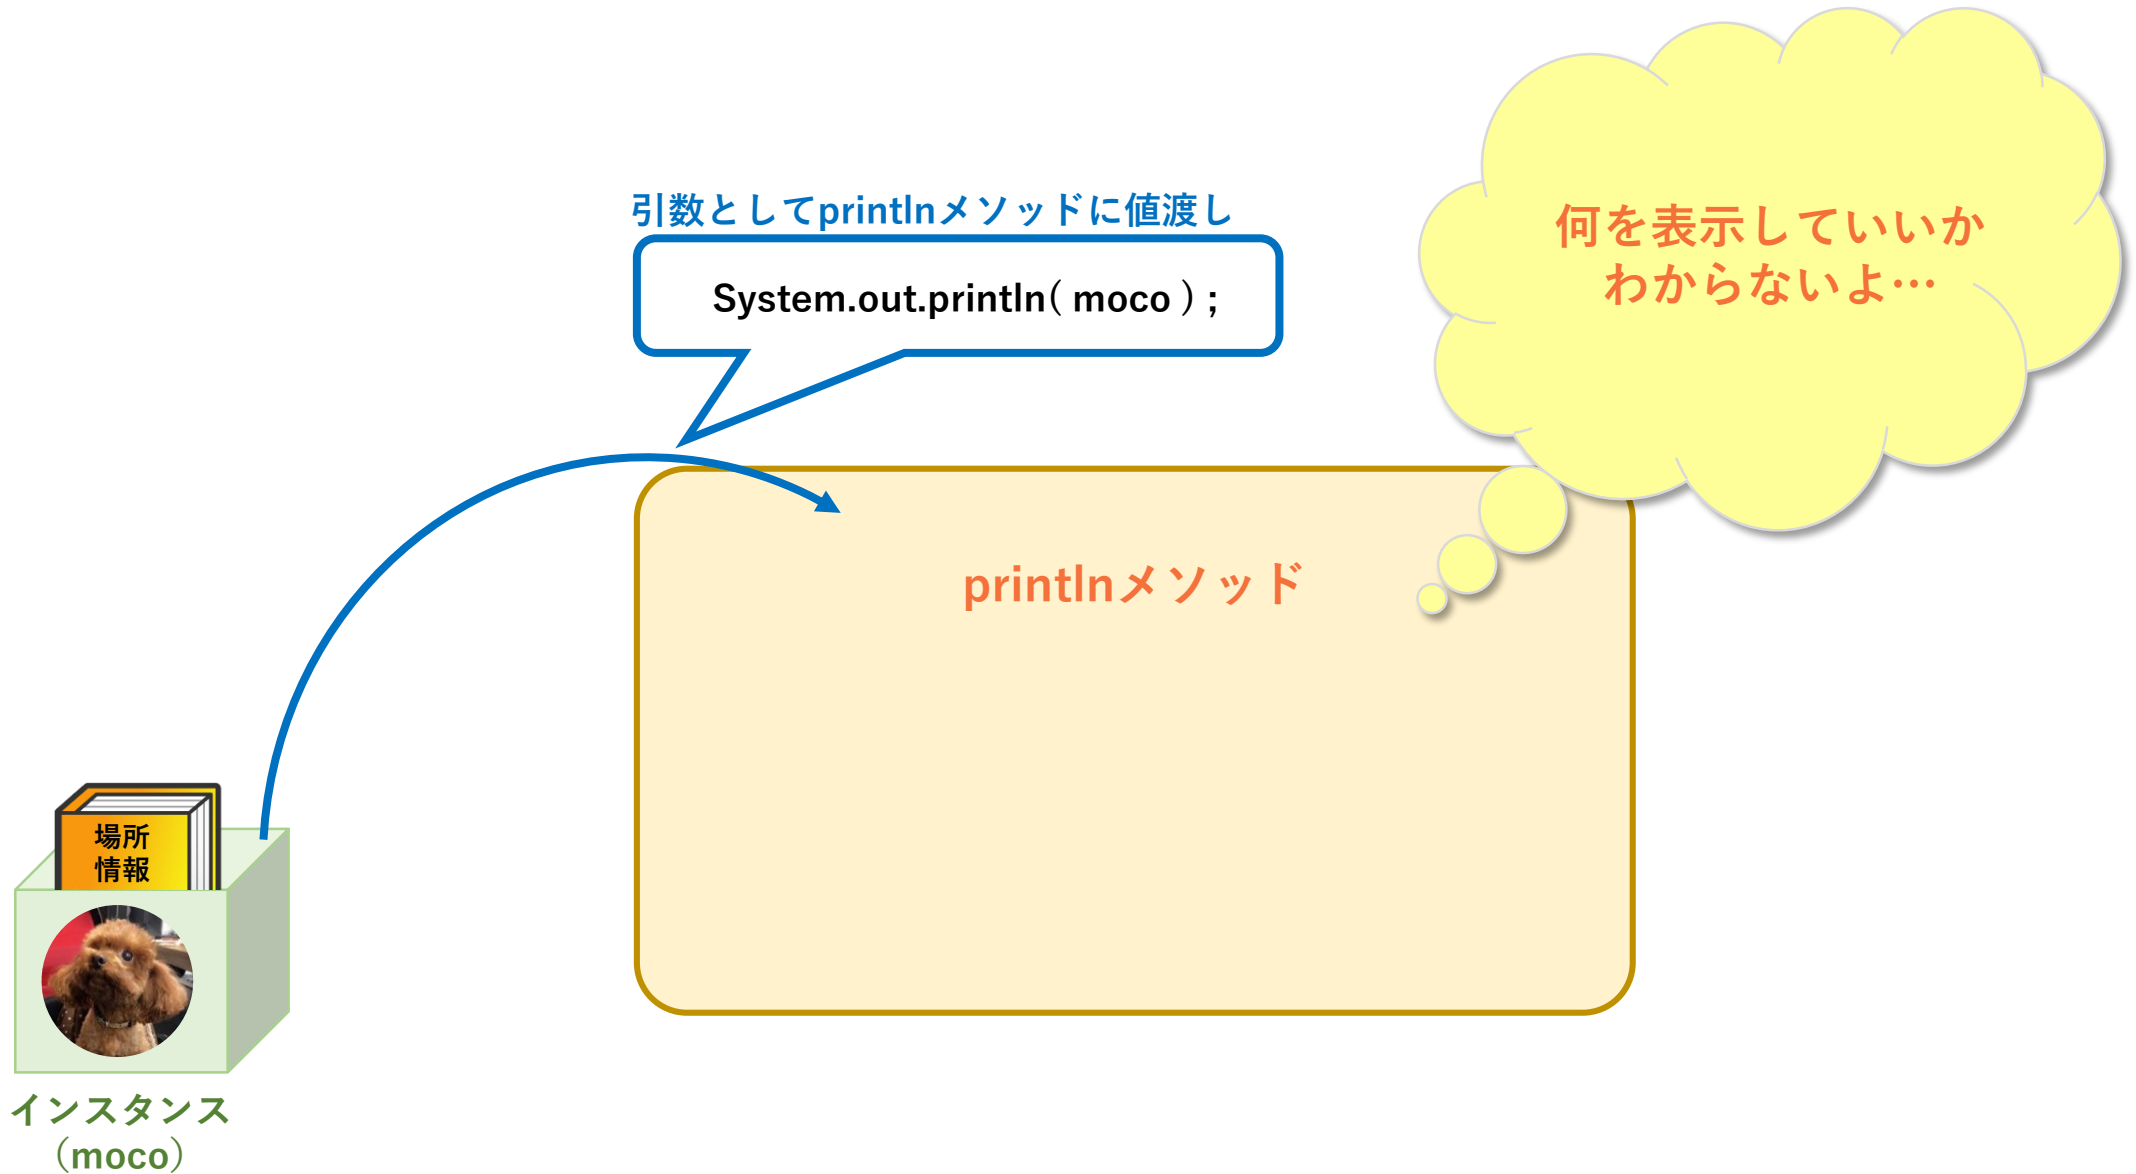 引数としてprintlnメソッドに値渡し
System.out.println( moco ) ;
何を表示していいか
わからないよ…
printlnメソッド
場所
情報
インスタンス
（moco）